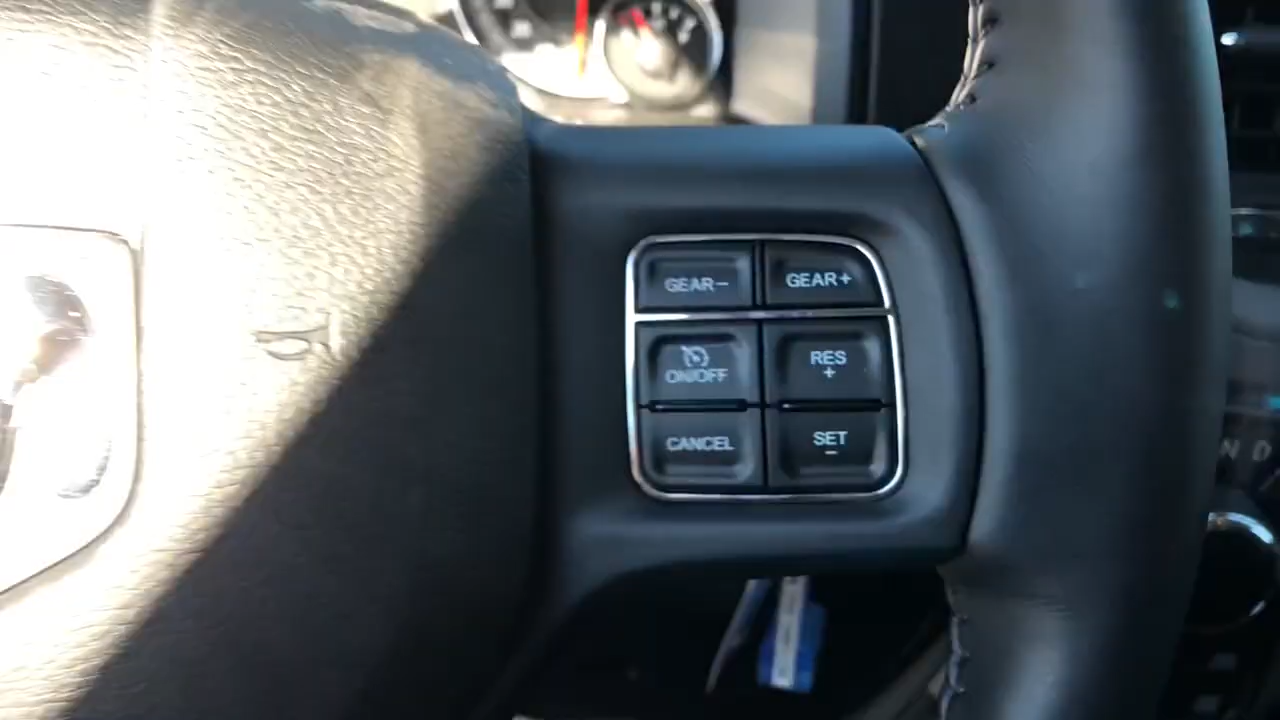 GEAR- GEAR+
ON/OFF
RES
+
CANCEL
SET
-
N D